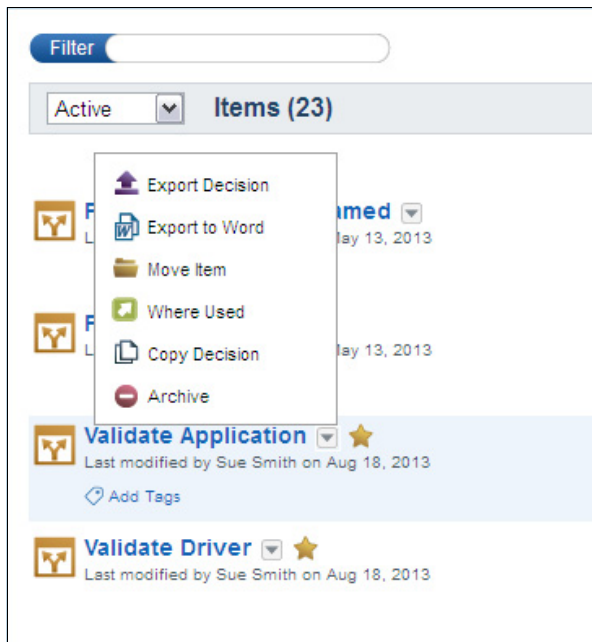 Filter
Active
Items (23)
Export Decision
Export to Word
Move Item
Where Used
Copy Decision
Archive
amed
May 13, 2013
May 13, 2013
Validate Application
Last modified by Sue Smith on Aug 18, 2013
Add Tags
Validate Driver
Last modified by Sue Smith on Aug 18, 2013